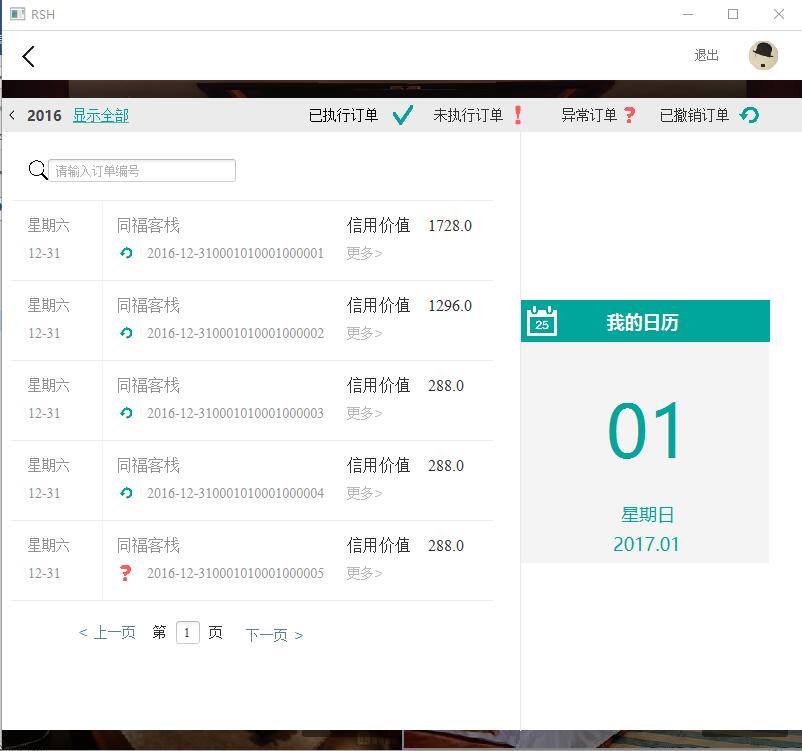 RSH
退出
2016 显示全部 已执行订单 未执行订单 异常订单 已撤销订单
请输入订单编号
星期六 同福客栈 信用价值 1728.0
12-31 2016-12-310001010001000001 更多>
星期六 同福客栈 信用价值 1296.0
12-31 2016-12-310001010001000002 更多>
星期六 同福客栈 信用价值 288.0
12-31 2016-12-310001010001000003 更多>
星期六 同福客栈 信用价值 288.0
12-31 2016-12-310001010001000004 更多>
星期六 同福客栈 信用价值 288.0
12-31 2016-12-310001010001000005 更多>
< 上一页 第 1 页 下一页 >
25 我的日历
01
星期日
2017.01